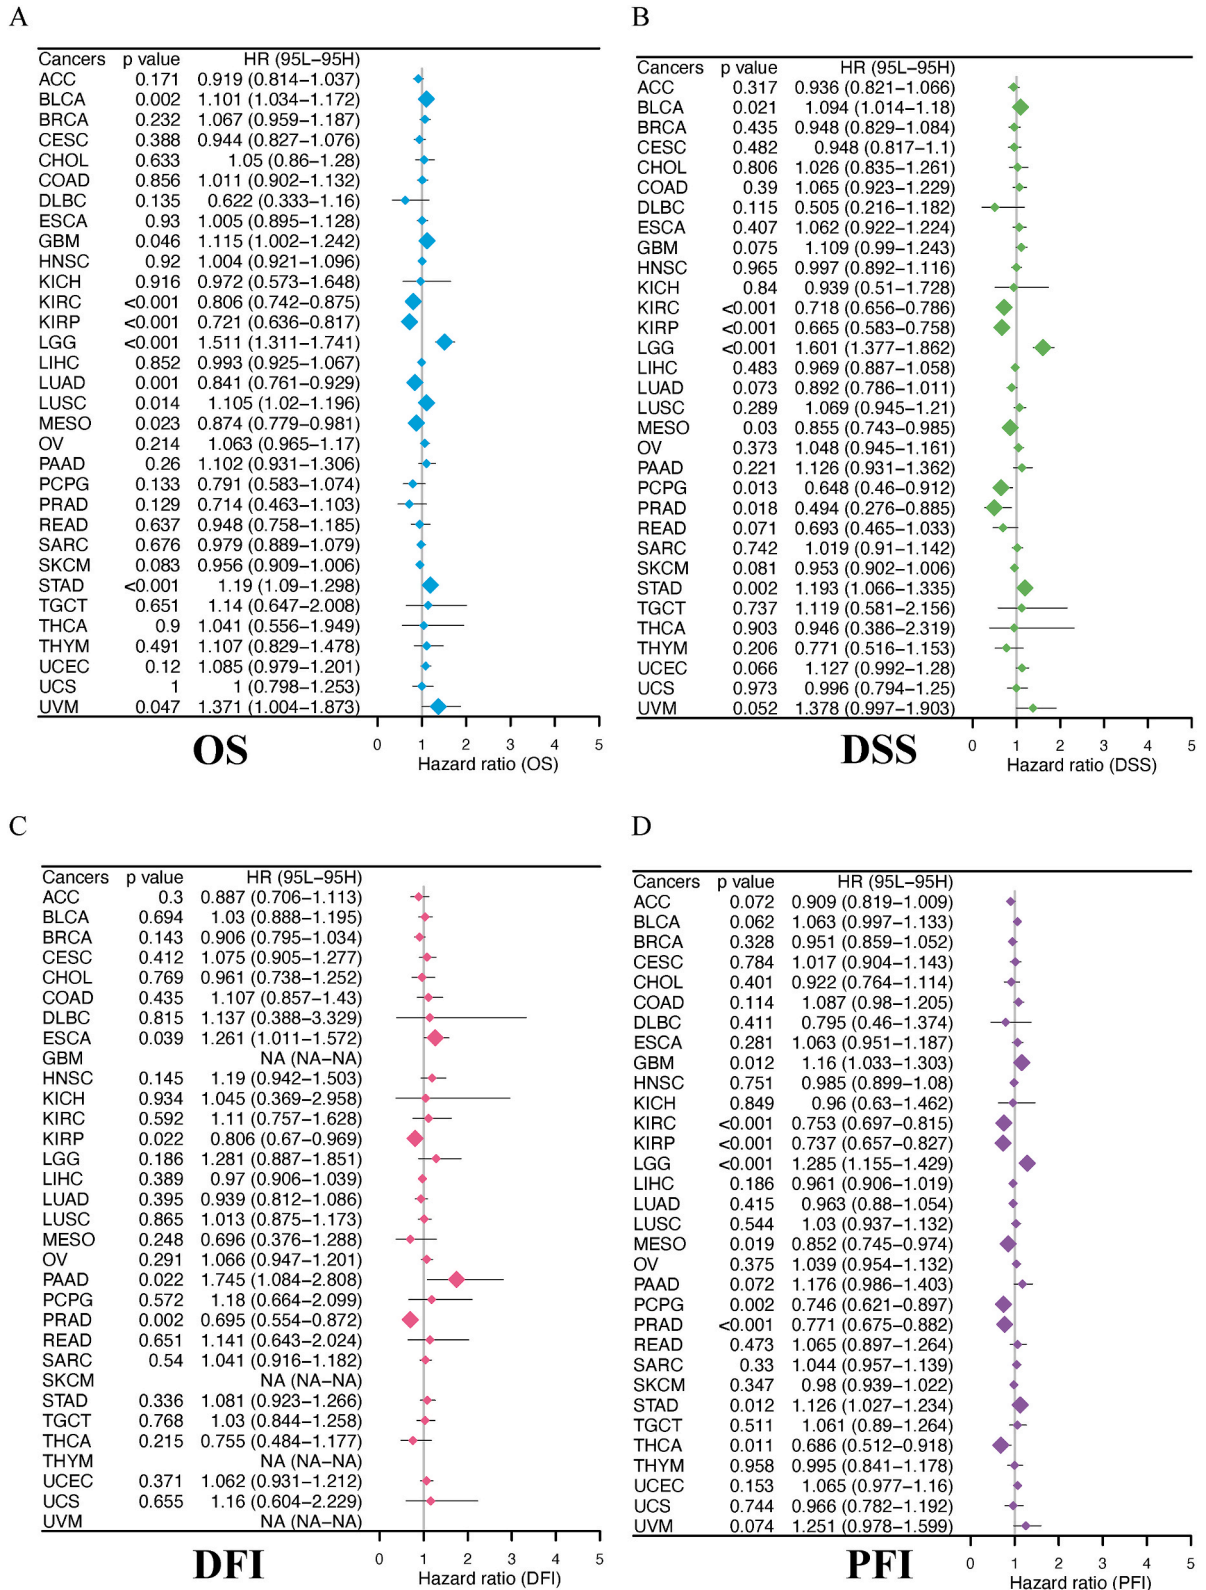 A
Cancers p value HR (95L–95H)
ACC 0.171 0.919 (0.814–1.037)
BLCA 0.002 1.101 (1.034–1.172)
BRCA 0.232 1.067 (0.959–1.187)
CESC 0.388 0.944 (0.827–1.076)
CHOL 0.633 1.05 (0.86–1.28)
COAD 0.856 1.011 (0.902–1.132)
DLBC 0.135 0.622 (0.333–1.16)
ESCA 0.93 1.005 (0.895–1.128)
GBM 0.046 1.115 (1.002–1.242)
HNSC 0.92 1.004 (0.921–1.096)
KICH 0.916 0.972 (0.573–1.648)
KIRC <0.001 0.806 (0.742–0.875)
KIRP <0.001 0.721 (0.636–0.817)
LGG <0.001 1.511 (1.311–1.741)
LIHC 0.852 0.993 (0.925–1.067)
LUAD 0.001 0.841 (0.761–0.929)
LUSC 0.014 1.105 (1.02–1.196)
MESO 0.023 0.874 (0.779–0.981)
OV 0.214 1.063 (0.965–1.17)
PAAD 0.26 1.102 (0.931–1.306)
PCPG 0.133 0.791 (0.583–1.074)
PRAD 0.129 0.714 (0.463–1.103)
READ 0.637 0.948 (0.758–1.185)
SARC 0.676 0.979 (0.889–1.079)
SKCM 0.083 0.956 (0.909–1.006)
STAD <0.001 1.19 (1.09–1.298)
TGCT 0.651 1.14 (0.647–2.008)
THCA 0.9 1.041 (0.556–1.949)
THYM 0.491 1.107 (0.829–1.478)
UCEC 0.12 1.085 (0.979–1.201)
UCS 1 1 (0.798–1.253)
UVM 0.047 1.371 (1.004–1.873)
0 1 2 3 4 5
OS
Hazard ratio (OS)
B
Cancers p value HR (95L–95H)
ACC 0.317 0.936 (0.821–1.066)
BLCA 0.021 1.094 (1.014–1.18)
BRCA 0.435 0.948 (0.829–1.084)
CESC 0.482 0.948 (0.817–1.1)
CHOL 0.806 1.026 (0.835–1.261)
COAD 0.39 1.065 (0.923–1.229)
DLBC 0.115 0.505 (0.216–1.182)
ESCA 0.407 1.062 (0.922–1.224)
GBM 0.075 1.109 (0.99–1.243)
HNSC 0.965 0.997 (0.892–1.116)
KICH 0.84 0.939 (0.51–1.728)
KIRC <0.001 0.718 (0.656–0.786)
KIRP <0.001 0.665 (0.583–0.758)
LGG <0.001 1.601 (1.377–1.862)
LIHC 0.483 0.969 (0.887–1.058)
LUAD 0.073 0.892 (0.786–1.011)
LUSC 0.289 1.069 (0.945–1.21)
MESO 0.03 0.855 (0.743–0.985)
OV 0.373 1.048 (0.945–1.161)
PAAD 0.221 1.126 (0.931–1.362)
PCPG 0.013 0.648 (0.46–0.912)
PRAD 0.018 0.494 (0.276–0.885)
READ 0.071 0.693 (0.465–1.033)
SARC 0.742 1.019 (0.91–1.142)
SKCM 0.081 0.953 (0.902–1.006)
STAD 0.002 1.193 (1.066–1.335)
TGCT 0.737 1.119 (0.581–2.156)
THCA 0.903 0.946 (0.386–2.319)
THYM 0.206 0.771 (0.516–1.153)
UCEC 0.066 1.127 (0.992–1.28)
UCS 0.973 0.996 (0.794–1.25)
UVM 0.052 1.378 (0.997–1.903)
0 1 2 3 4 5
DSS
Hazard ratio (DSS)
C
Cancers p value HR (95L–95H)
ACC 0.3 0.887 (0.706–1.113)
BLCA 0.694 1.03 (0.888–1.195)
BRCA 0.143 0.906 (0.795–1.034)
CESC 0.412 1.075 (0.905–1.277)
CHOL 0.769 0.961 (0.738–1.252)
COAD 0.435 1.107 (0.857–1.43)
DLBC 0.815 1.137 (0.388–3.329)
ESCA 0.039 1.261 (1.011–1.572)
GBM NA (NA–NA)
HNSC 0.145 1.19 (0.942–1.503)
KICH 0.934 1.045 (0.369–2.958)
KIRC 0.592 1.11 (0.757–1.628)
KIRP 0.022 0.806 (0.67–0.969)
LGG 0.186 1.281 (0.887–1.851)
LIHC 0.389 0.97 (0.906–1.039)
LUAD 0.395 0.939 (0.812–1.086)
LUSC 0.865 1.013 (0.875–1.173)
MESO 0.248 0.696 (0.376–1.288)
OV 0.291 1.066 (0.947–1.201)
PAAD 0.022 1.745 (1.084–2.808)
PCPG 0.572 1.18 (0.664–2.099)
PRAD 0.002 0.695 (0.554–0.872)
READ 0.651 1.141 (0.643–2.024)
SARC 0.54 1.041 (0.916–1.182)
SKCM NA (NA–NA)
STAD 0.336 1.081 (0.923–1.266)
TGCT 0.768 1.03 (0.844–1.258)
THCA 0.215 0.755 (0.484–1.177)
THYM NA (NA–NA)
UCEC 0.371 1.062 (0.931–1.212)
UCS 0.655 1.16 (0.604–2.229)
UVM NA (NA–NA)
0 1 2 3 4 5
DFI
Hazard ratio (DFI)
D
Cancers p value HR (95L–95H)
ACC 0.072 0.909 (0.819–1.009)
BLCA 0.062 1.063 (0.997–1.133)
BRCA 0.328 0.951 (0.859–1.052)
CESC 0.784 1.017 (0.904–1.143)
CHOL 0.401 0.922 (0.764–1.114)
COAD 0.114 1.087 (0.98–1.205)
DLBC 0.411 0.795 (0.46–1.374)
ESCA 0.281 1.063 (0.951–1.187)
GBM 0.012 1.16 (1.033–1.303)
HNSC 0.751 0.985 (0.899–1.08)
KICH 0.849 0.96 (0.63–1.462)
KIRC <0.001 0.753 (0.697–0.815)
KIRP <0.001 0.737 (0.657–0.827)
LGG <0.001 1.285 (1.155–1.429)
LIHC 0.186 0.961 (0.906–1.019)
LUAD 0.415 0.963 (0.88–1.054)
LUSC 0.544 1.03 (0.937–1.132)
MESO 0.019 0.852 (0.745–0.974)
OV 0.375 1.039 (0.954–1.132)
PAAD 0.072 1.176 (0.986–1.403)
PCPG 0.002 0.746 (0.621–0.897)
PRAD <0.001 0.771 (0.675–0.882)
READ 0.473 1.065 (0.897–1.264)
SARC 0.33 1.044 (0.957–1.139)
SKCM 0.347 0.98 (0.939–1.022)
STAD 0.012 1.126 (1.027–1.234)
TGCT 0.511 1.061 (0.89–1.264)
THCA 0.011 0.686 (0.512–0.918)
THYM 0.958 0.995 (0.841–1.178)
UCEC 0.153 1.065 (0.977–1.16)
UCS 0.744 0.966 (0.782–1.192)
UVM 0.074 1.251 (0.978–1.599)
0 1 2 3 4 5
PFI
Hazard ratio (PFI)